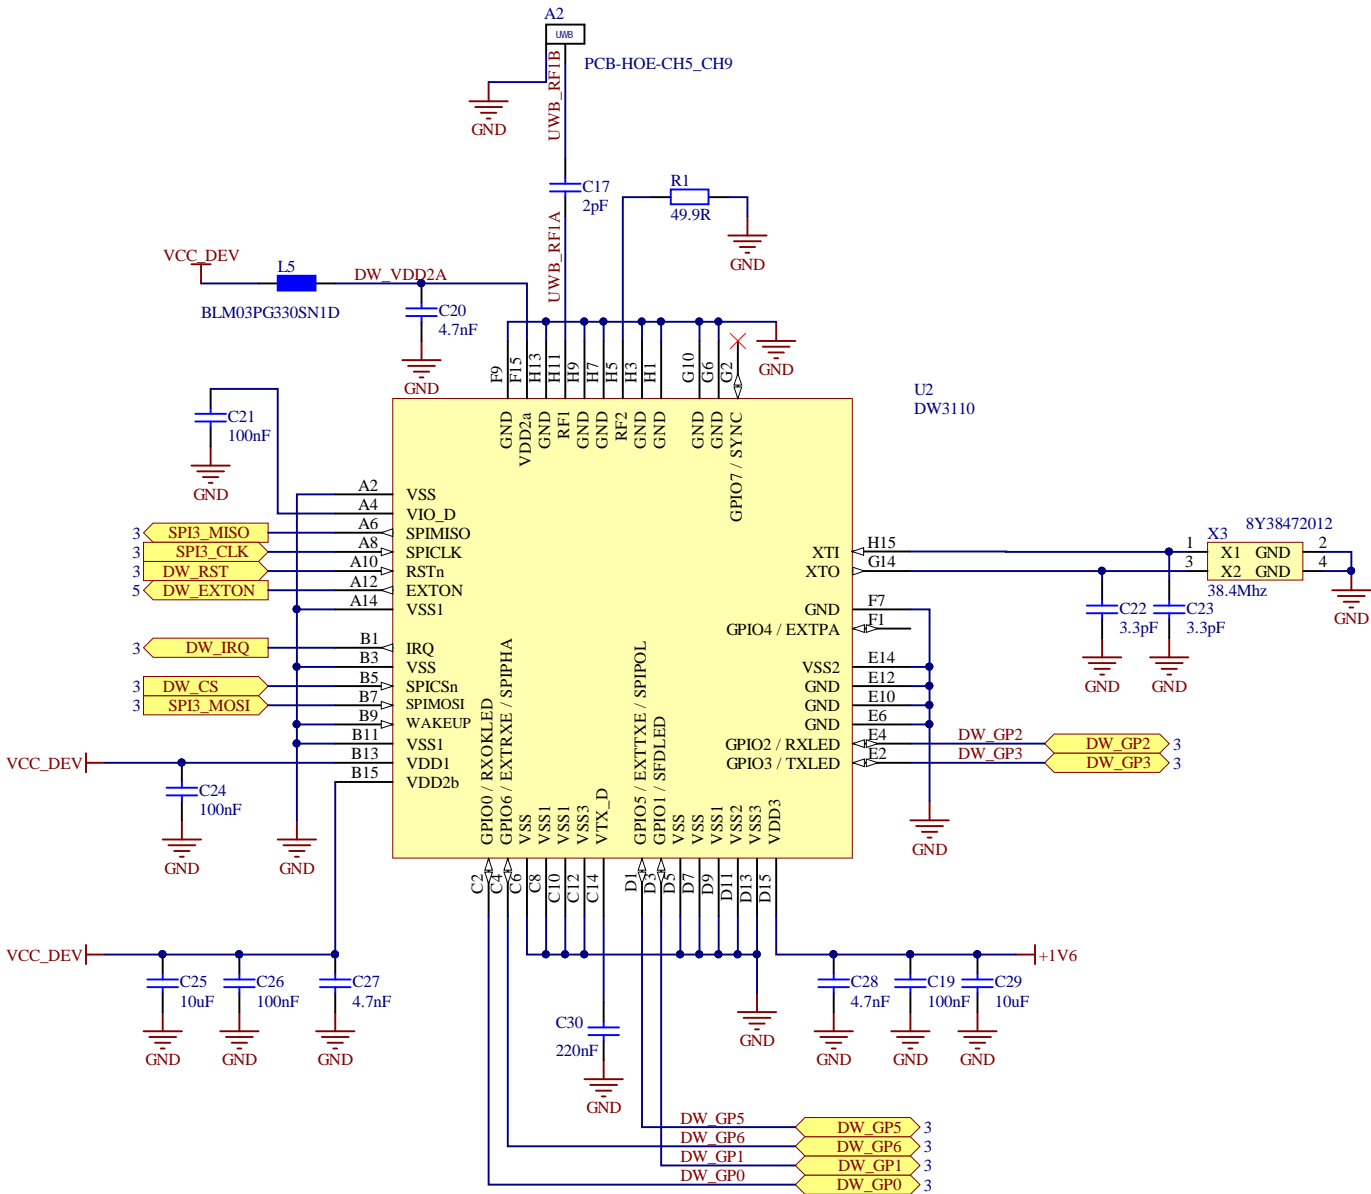 A2
UWB
PCB-HOE-CH5_CH9
UWB_RF1B
GND
C17
2pF
R1
49.9R
GND
UWB_RF1A
VCC_DEV
L5
BLM03PG330SN1D
DW_VDD2A
C20
4.7nF
GND
GND
F9
F15
H13
H11
H9
H7
H5
H3
H1
G10
G6
G2
U2
DW3110
GND
VDD2a
GND
RF1
GND
GND
RF2
GND
GND
GND
GND
GPIO7 / SYNC
C21
100nF
GND
A2 VSS
A4 VIO_D
3 SPI3_MISO A6 SPIMISO
3 SPI3_CLK A8 SPICLK
3 DW_RST A10 RSTn
5 DW_EXTON A12 EXTON
A14 VSS1
3 DW_IRQ B1 IRQ
B3 VSS
3 DW_CS B5 SPICSn
3 SPI3_MOSI B7 SPIMOSI
B9 WAKEUP
B11 VSS1
VCC_DEV B13 VDD1
B15 VDD2b
C24
100nF
GND
GND
XTI H15
XTO G14
GND F7
GPIO4 / EXTPA F1
VSS2 E14
GND E12
GND E10
GND E6
GPIO2 / RXLED E4 DW_GP2 DW_GP2 3
GPIO3 / TXLED E2 DW_GP3 DW_GP3 3
GND
8Y38472012
X3
1 X1 GND 2
3 X2 GND 4
38.4Mhz
C22
3.3pF
C23
3.3pF
GND
GND
GND
GPIO0 / RXOKLED
GPIO6 / EXTRXE / SPIPHA
VSS
VSS1
VSS1
VSS3
VTX_D
GPIO5 / EXTTXE / SPIPOL
GPIO1 / SFDLED
VSS
VSS
VSS1
VSS2
VSS3
VDD3
C2
C4
C6
C8
C10
C12
C14
D1
D3
D5
D7
D9
D11
D13
D15
VCC_DEV
C25
10uF
C26
100nF
C27
4.7nF
GND
GND
GND
C30
220nF
GND
GND
+1V6
C28
4.7nF
C19
100nF
C29
10uF
GND
GND
GND
DW_GP5 DW_GP5 3
DW_GP6 DW_GP6 3
DW_GP1 DW_GP1 3
DW_GP0 DW_GP0 3